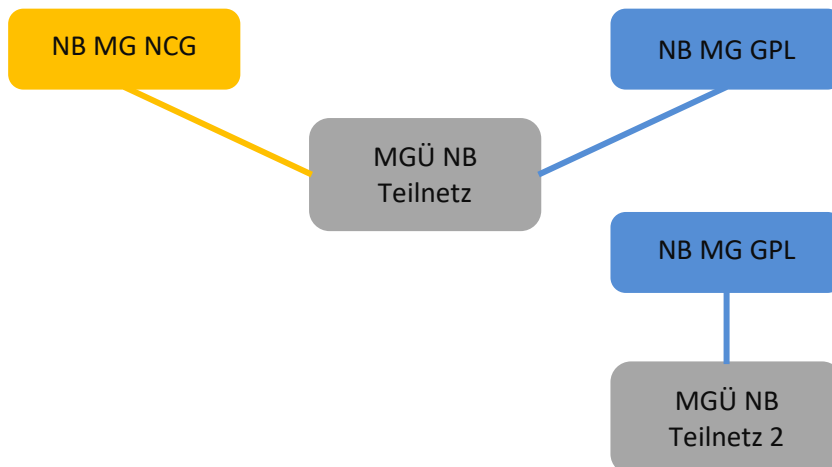 NB MG NCG
NB MG GPL
MGÜ NB
Teilnetz
NB MG GPL
MGÜ NB
Teilnetz 2